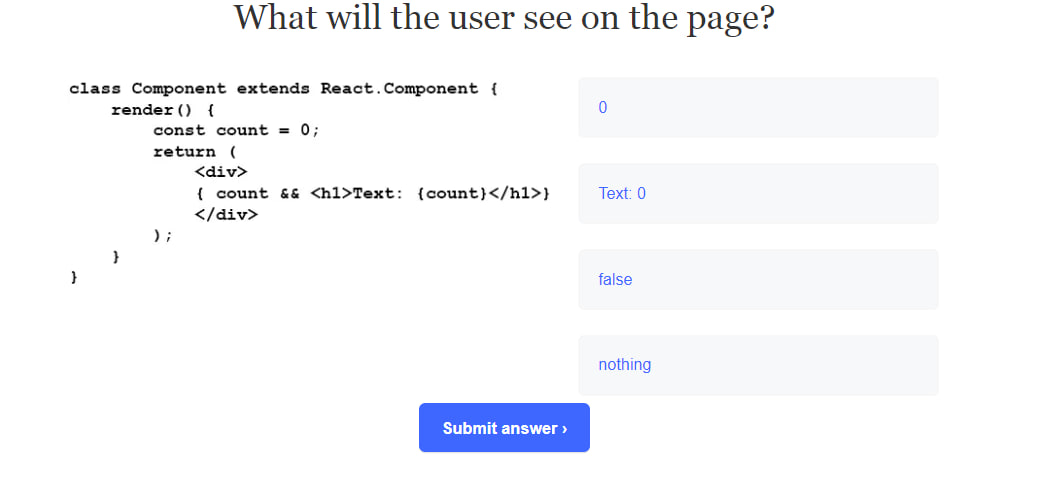 What will the user see on the page?
class Component extends React.Component {
render() {
const count = 0;
return (
<div>
{ count && <h1>Text: {count}</h1>}
</div>
);
}
}
0
Text: 0
false
nothing
Submit answer ›